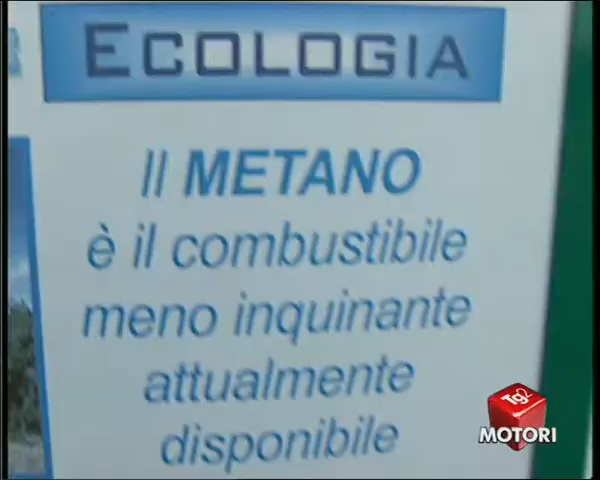 ECOLOGIA
Il METANO
è il combustibile
meno inquinante
attualmente
disponibile
Tg2
MOTORI